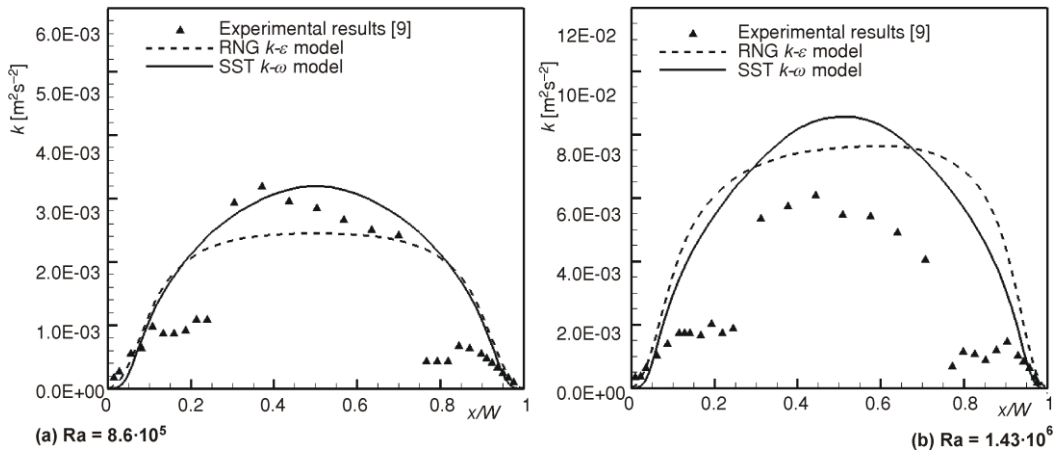 6.0E-03
5.0E-03
4.0E-03
3.0E-03
2.0E-03
1.0E-03
0.0E+00
k [m²s⁻²]
Experimental results [9]
RNG k-ε model
SST k-ω model
0
0.2
0.4
0.6
0.8
1
x/W
(a) Ra = 8.6·10⁵
12E-02
10E-02
8.0E-03
6.0E-03
4.0E-03
2.0E-03
0.0E+00
k [m²s⁻²]
Experimental results [9]
RNG k-ε model
SST k-ω model
0
0.2
0.4
0.6
0.8
1
x/W
(b) Ra = 1.43·10⁶